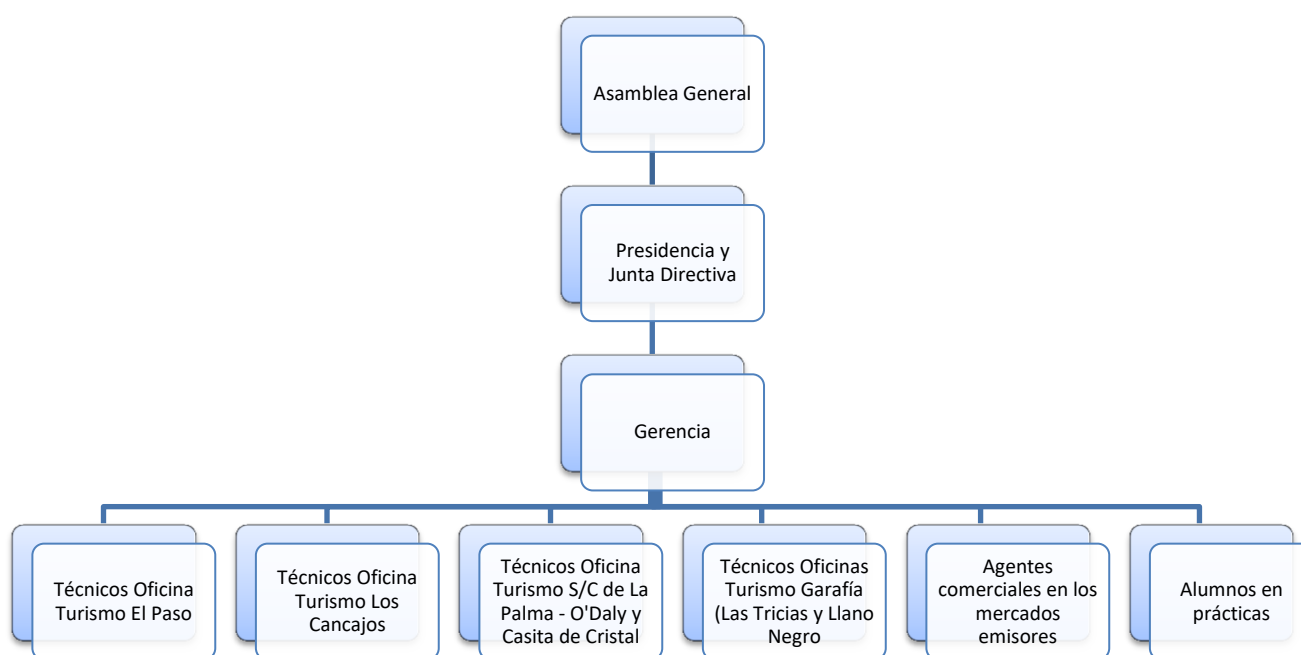 Asamblea General
Presidencia y
Junta Directiva
Gerencia
Técnicos Oficina
Turismo El Paso
Técnicos Oficina
Turismo Los
Cancajos
Técnicos Oficina
Turismo S/C de La
Palma - O'Daly y
Casita de Cristal
Técnicos Oficinas
Turismo Garafía
(Las Tricias y Llano
Negro
Agentes
comerciales en los
mercados
emisores
Alumnos en
prácticas